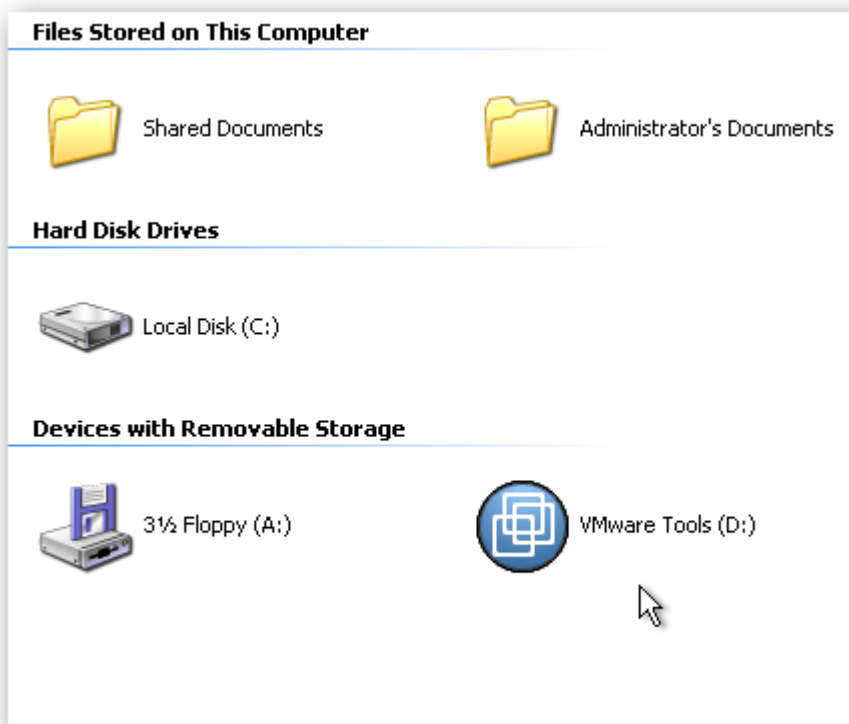 Files Stored on This Computer
Shared Documents
Administrator's Documents
Hard Disk Drives
Local Disk (C:)
Devices with Removable Storage
3½ Floppy (A:)
VMware Tools (D:)